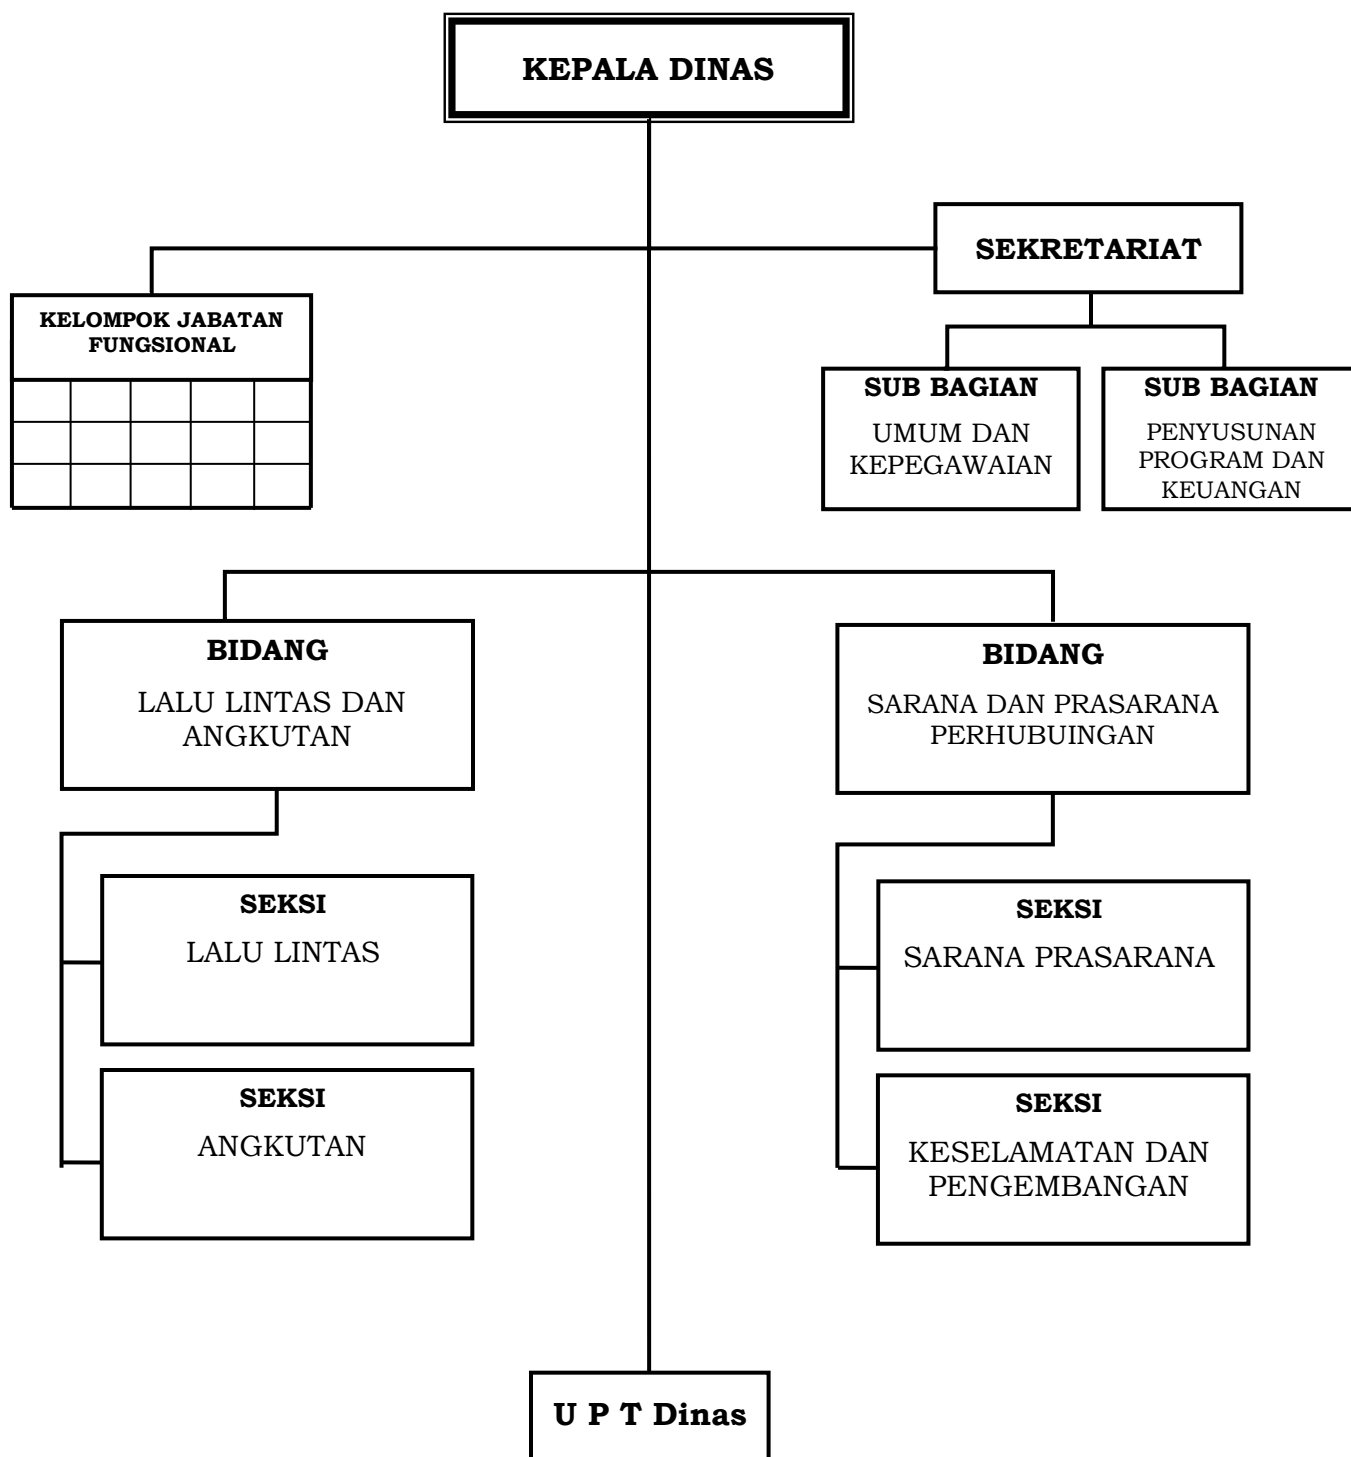 KEPALA DINAS
SEKRETARIAT
KELOMPOK JABATAN
FUNGSIONAL
SUB BAGIAN
UMUM DAN
KEPEGAWAIAN
SUB BAGIAN
PENYUSUNAN
PROGRAM DAN
KEUANGAN
BIDANG
LALU LINTAS DAN
ANGKUTAN
BIDANG
SARANA DAN PRASARANA
PERHUBUINGAN
SEKSI
LALU LINTAS
SEKSI
ANGKUTAN
SEKSI
SARANA PRASARANA
SEKSI
KESELAMATAN DAN
PENGEMBANGAN
U P T Dinas